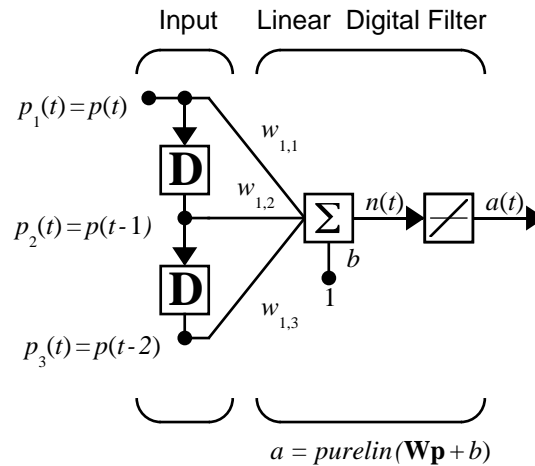 Input
Linear Digital Filter
p1(t) = p(t)
w1,1
D
w1,2
p2(t) = p(t-1)
Σ
n(t)
a(t)
b
1
D
w1,3
p3(t) = p(t-2)
a = purelin(Wp + b)